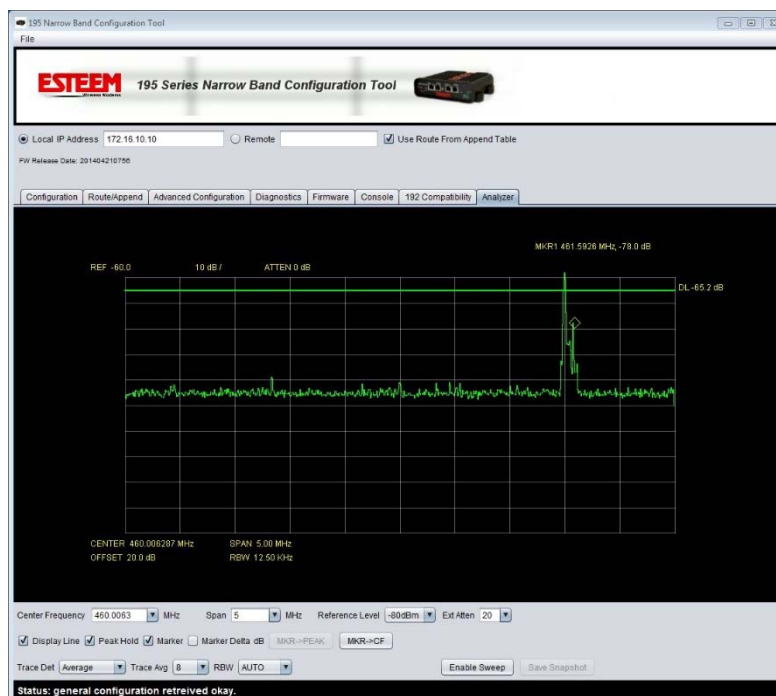 195 Narrow Band Configuration Tool
File
ESTEEM
Wireless Modems
195 Series Narrow Band Configuration Tool
Local IP Address 172.16.10.10 Remote Use Route From Append Table
FW Release Date: 201404210756
Configuration Route/Append Advanced Configuration Diagnostics Firmware Console 192 Compatibility Analyzer
MKR1 461.5926 MHz, -78.0 dB
REF -60.0 10 dB / ATTEN 0 dB
DL -65.2 dB
CENTER 460.006287 MHz SPAN 5.00 MHz
OFFSET 20.0 dB RBW 12.50 KHz
Center Frequency 460.0063 MHz Span 5 MHz Reference Level -80dBm Ext Atten 20
Display Line Peak Hold Marker Marker Delta dB MKR->PEAK MKR->CF
Trace Det Average Trace Avg 8 RBW AUTO Enable Sweep Save Snapshot
Status: general configuration retreived okay.